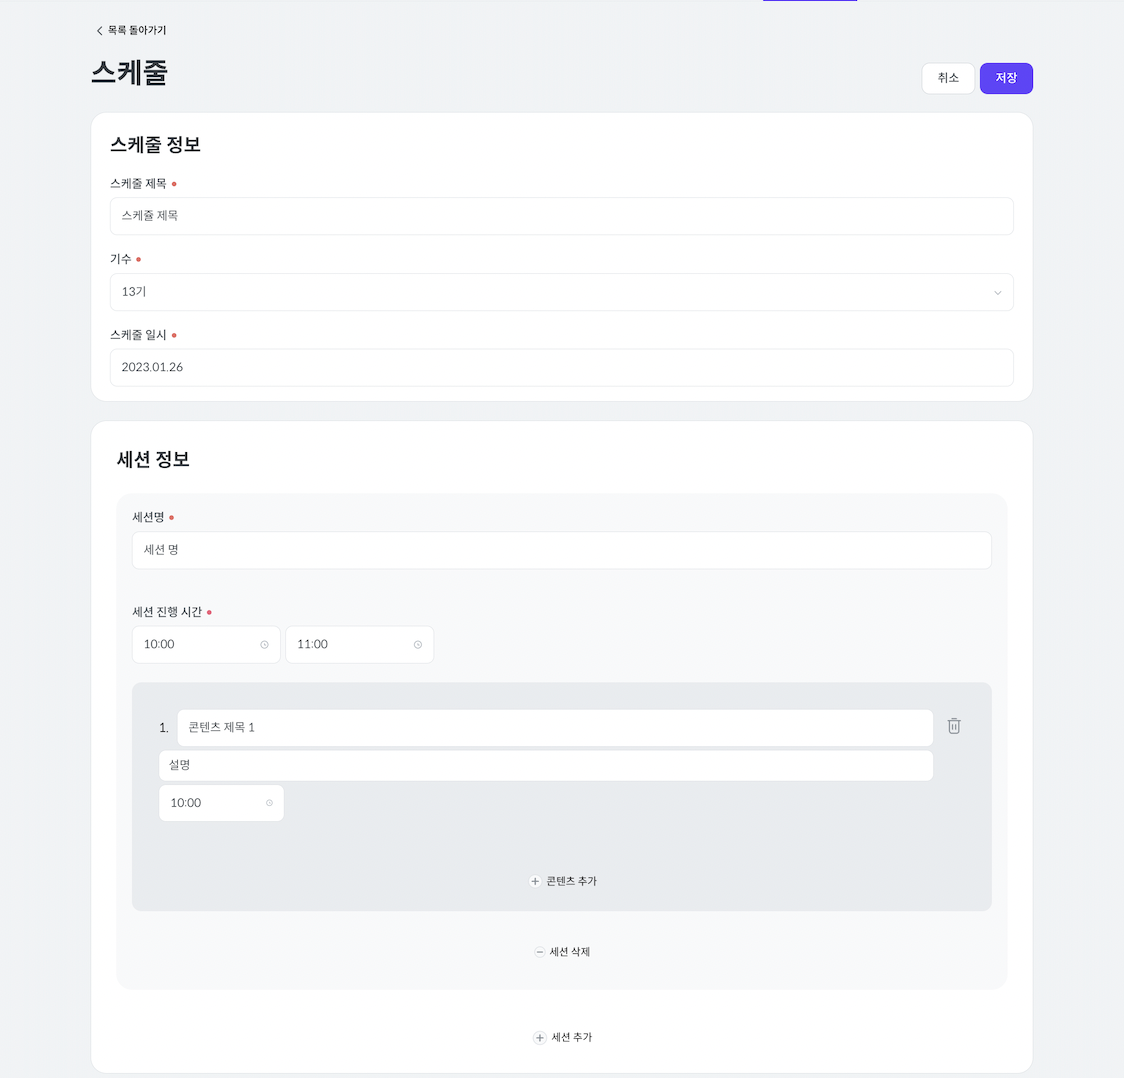 목록 돌아가기
스케줄
취소
저장
스케줄 정보
스케줄 제목
스케쥴 제목
기수
13기
스케줄 일시
2023.01.26
세션 정보
세션명
세션 명
세션 진행 시간
10:00
11:00
1. 콘텐츠 제목 1
설명
10:00
콘텐츠 추가
세션 삭제
세션 추가